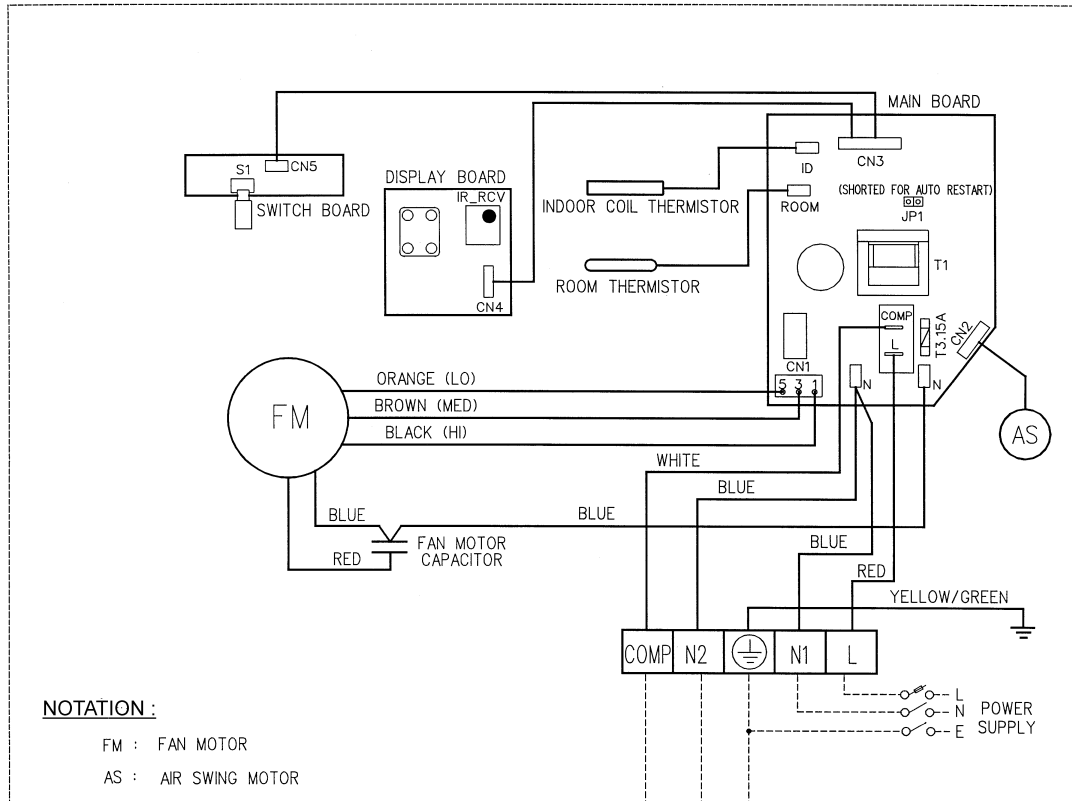 MAIN BOARD
CN5
S1
SWITCH BOARD
DISPLAY BOARD
IR_RCV
CN4
INDOOR COIL THERMISTOR
ROOM THERMISTOR
ID
CN3
ROOM
(SHORTED FOR AUTO RESTART)
JP1
T1
COMP
L
T3.15A
CN2
CN1
5 3 1
N
N
AS
FM
ORANGE (LO)
BROWN (MED)
BLACK (HI)
WHITE
BLUE
BLUE
BLUE
BLUE
RED
FAN MOTOR
CAPACITOR
RED
YELLOW/GREEN
COMP N2 N1 L
L
N
E
POWER
SUPPLY
NOTATION :
FM : FAN MOTOR
AS : AIR SWING MOTOR